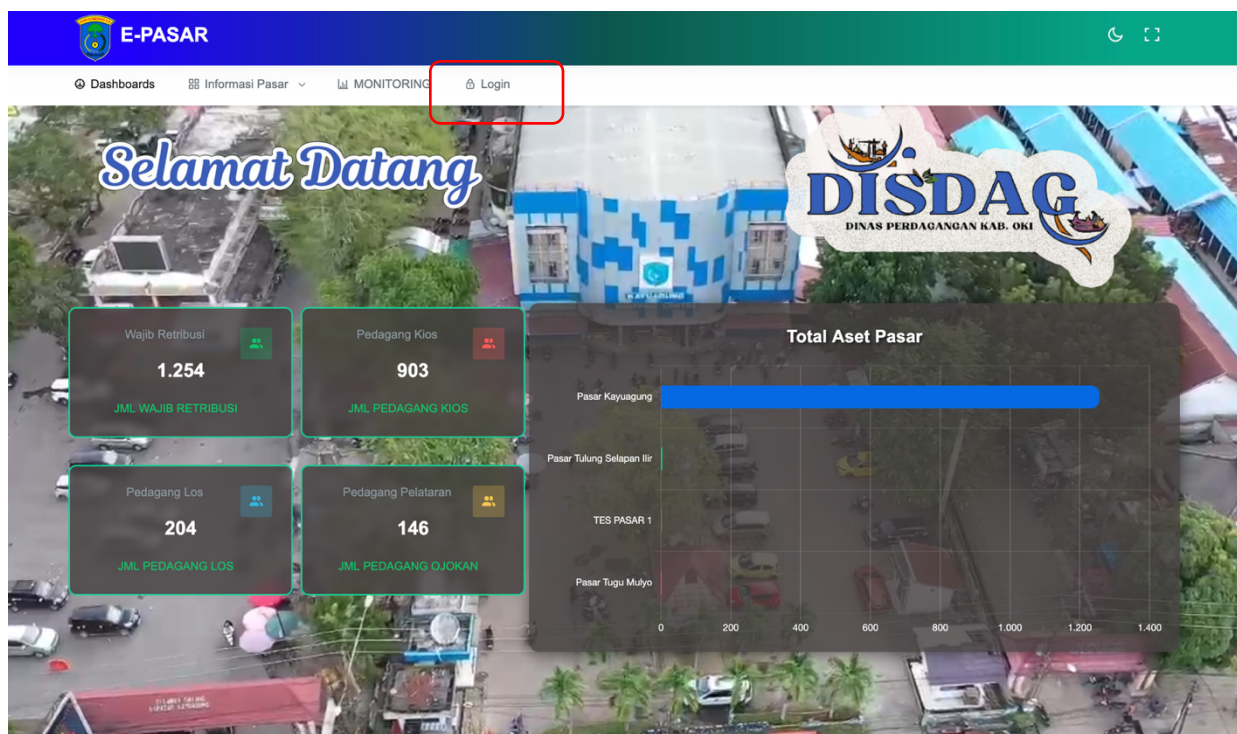 E-PASAR
Dashboards
Informasi Pasar
MONITORING
Login
Selamat Datang
DISDAG
DINAS PERDAGANGAN KAB. OKI
KAYUAGUNG
Wajib Retribusi
1.254
JML WAJIB RETRIBUSI
Pedagang Kios
903
JML PEDAGANG KIOS
Pedagang Los
204
JML PEDAGANG LOS
Pedagang Pelataran
146
JML PEDAGANG OJOKAN
Total Aset Pasar
Pasar Kayuagung
Pasar Tulung Selapan Ilir
TES PASAR 1
Pasar Tugu Mulyo
0 200 400 600 800 1.000 1.200 1.400